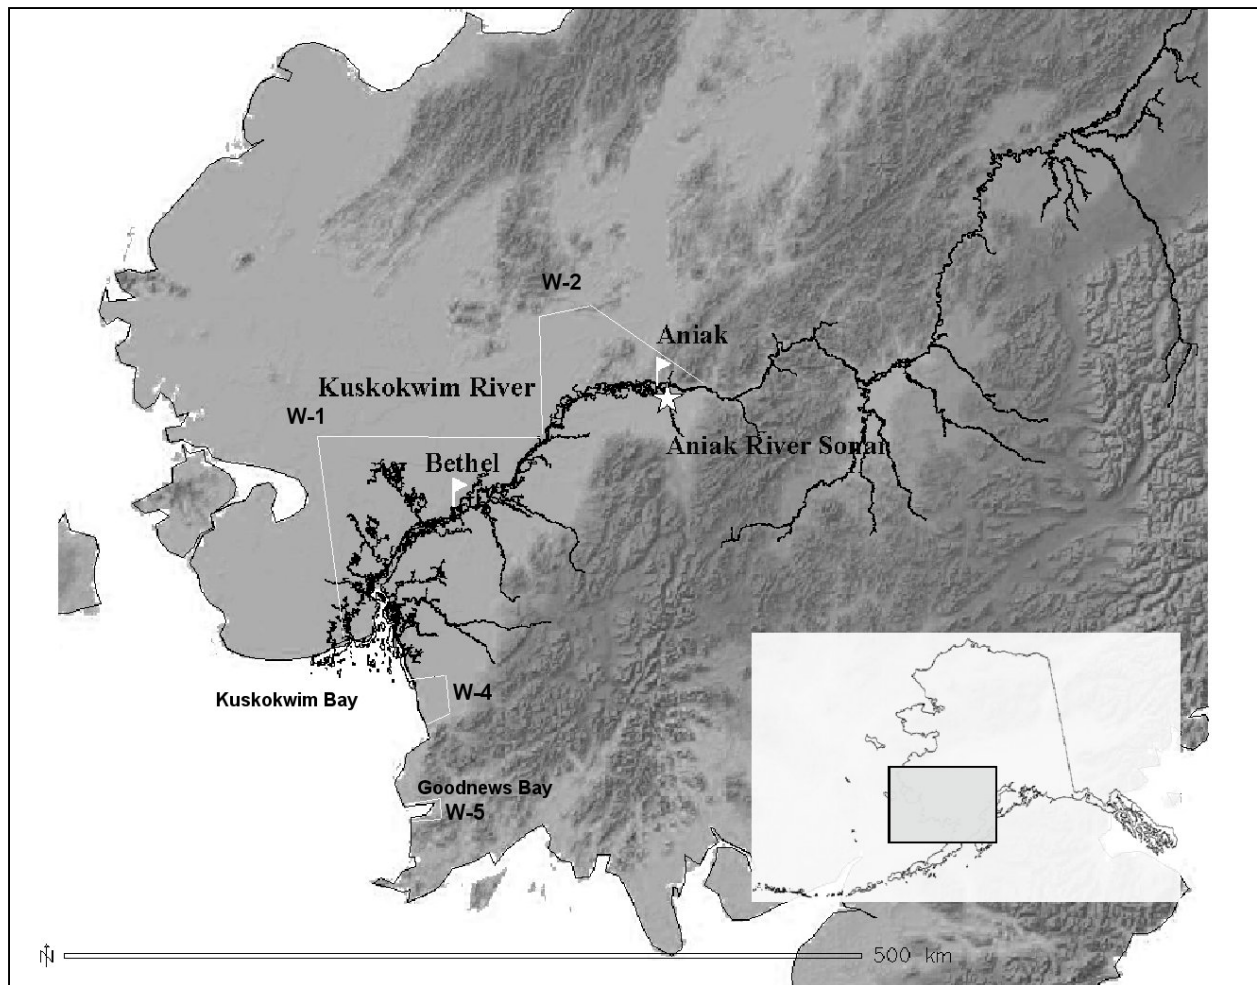 W-2
Aniak
Kuskokwim River
W-1
Aniak River Sonar
Bethel
W-4
Kuskokwim Bay
Goodnews Bay
W-5
N
500 km